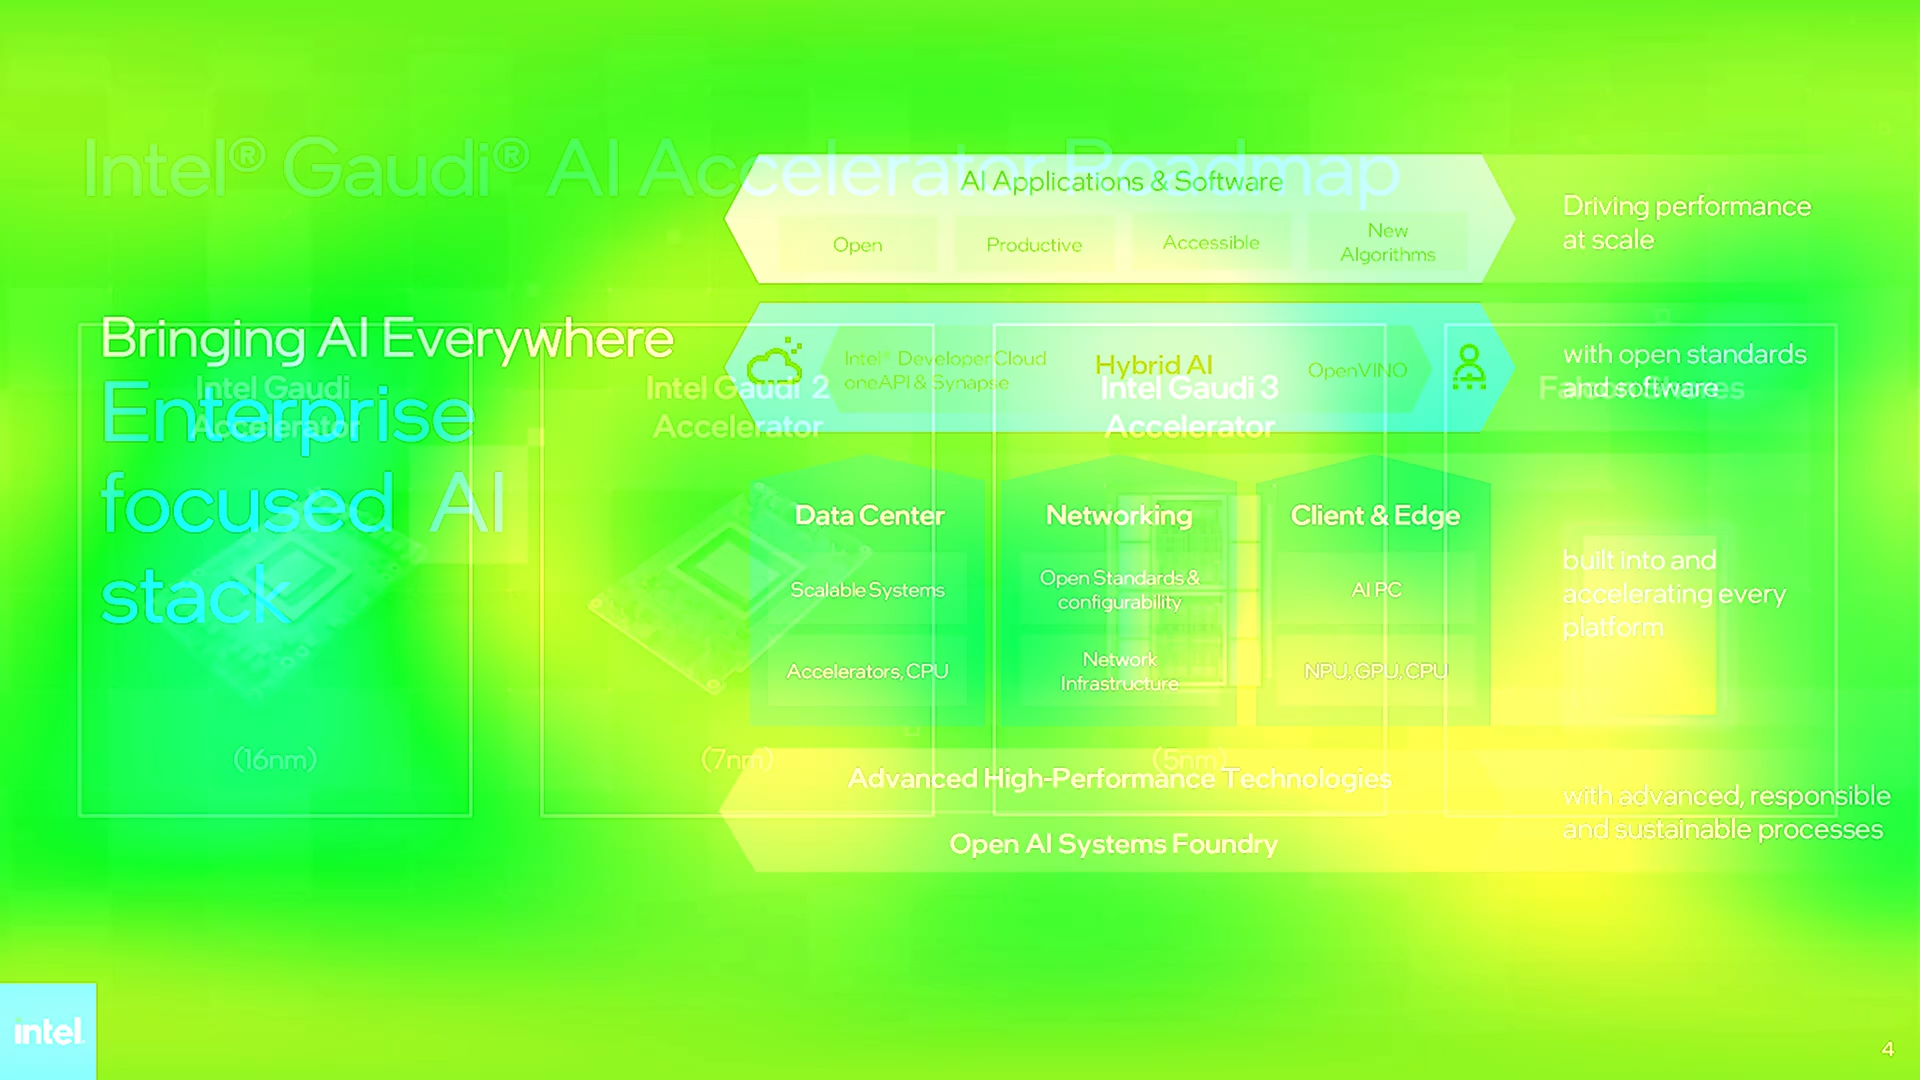 Intel® Gaudi® AI Accelerator Roadmap
Bringing AI Everywhere
Enterprise
focused AI
stack
AI Applications & Software
Open
Productive
Accessible
New
Algorithms
Driving performance
at scale
Intel® Developer Cloud
oneAPI & Synapse
Hybrid AI
OpenVINO
with open standards
and software
Intel Gaudi
Accelerator
Intel Gaudi 2
Accelerator
Intel Gaudi 3
Accelerator
Falcon Shores
Data Center
Scalable Systems
Accelerators, CPU
Networking
Open Standards &
configurability
Network
Infrastructure
Client & Edge
AI PC
NPU, GPU, CPU
built into and
accelerating every
platform
(16nm)
(7nm)
(5nm)
Advanced High-Performance Technologies
Open AI Systems Foundry
with advanced, responsible
and sustainable processes
intel
4